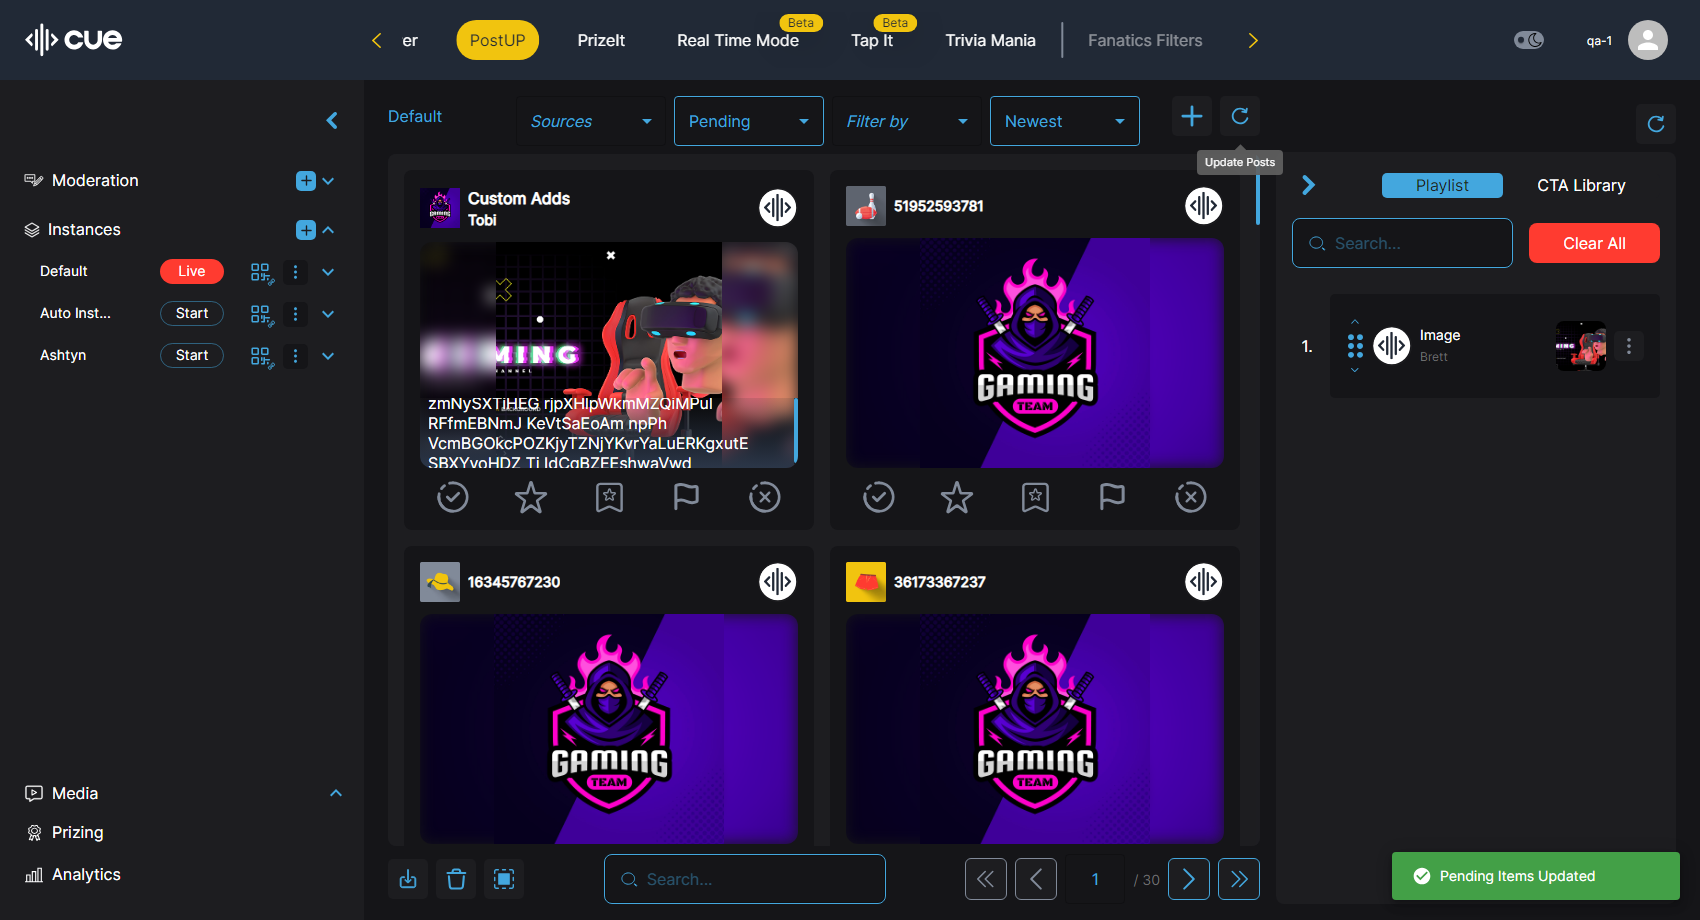 cue
er
PostUP
PrizeIt
Real Time Mode
Beta
Tap It
Beta
Trivia Mania
Fanatics Filters
qa-1
Default
Sources
Pending
Filter by
Newest
Update Posts
Moderation
Instances
Default
Live
Auto Inst...
Start
Ashtyn
Start
Media
Prizing
Analytics
Custom Adds
Tobi
GAMING
zmNySXTiHEG rjpXHlpWkmMZQiMPul
RFfmEBNmJ KeVtSaEoAm npPh
VcmBGOkcPOZKjyTZNjYKvrYaLuERKgxutE
51952593781
GAMING
TEAM
16345767230
GAMING
TEAM
36173367237
GAMING
TEAM
Search...
1
/ 30
Playlist
CTA Library
Search...
Clear All
1.
Image
Brett
Pending Items Updated